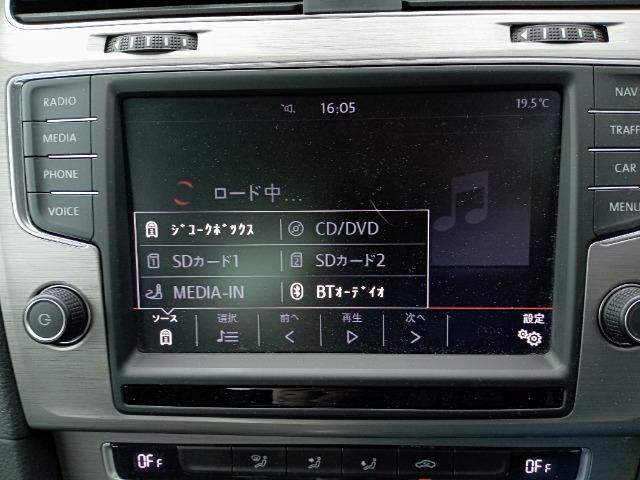 RADIO
MEDIA
PHONE
VOICE
16:05
19.5°C
NAV
TRAFF
CAR
MENU
ロード中...
ｼﾞｭｰｸﾎﾞｯｸｽ CD/DVD
1 SDカード1 2 SDカード2
MEDIA-IN BTｵｰﾃﾞｨｵ
ソース 選択 前へ 再生 次へ 設定
OFF OFF